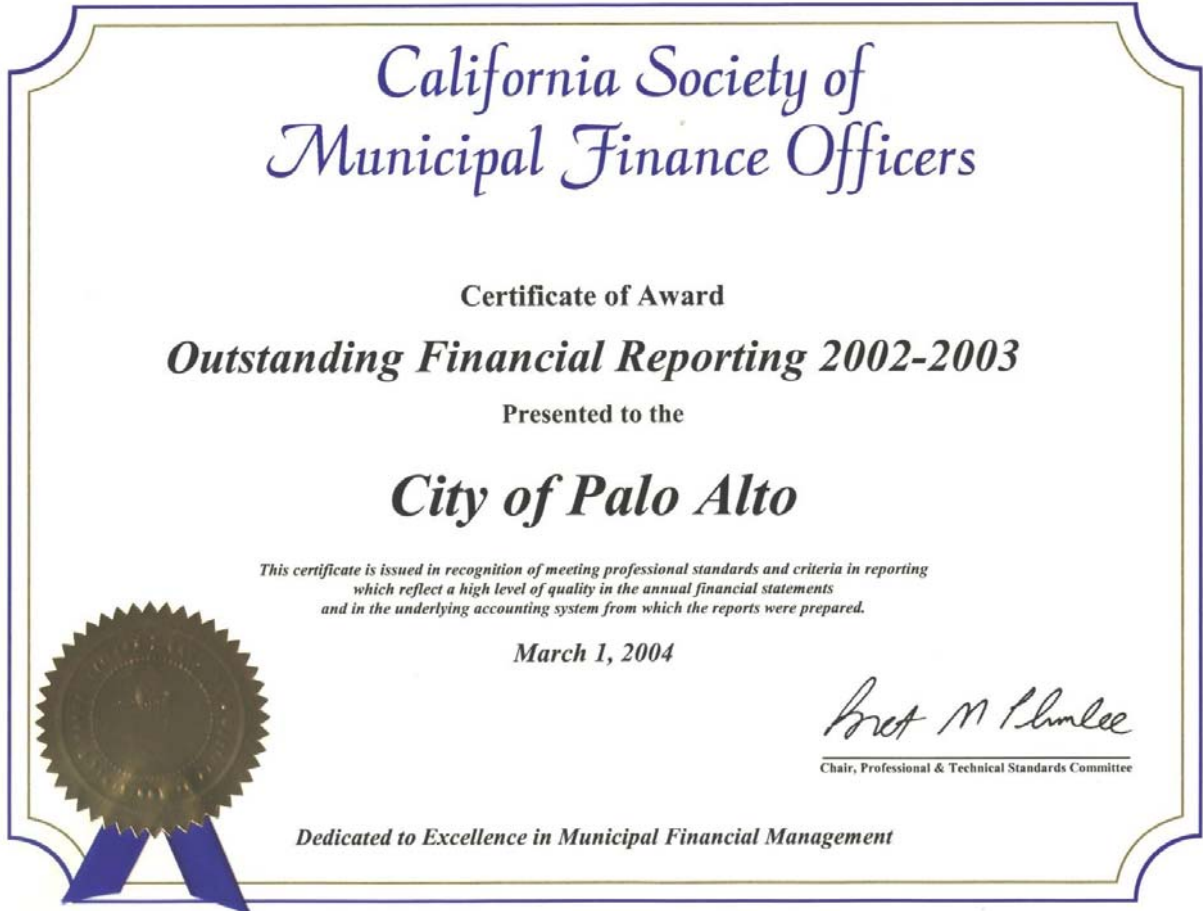 California Society of
Municipal Finance Officers
Certificate of Award
Outstanding Financial Reporting 2002-2003
Presented to the
City of Palo Alto
This certificate is issued in recognition of meeting professional standards and criteria in reporting
which reflect a high level of quality in the annual financial statements
and in the underlying accounting system from which the reports were prepared.
March 1, 2004
Bret M Plumlee
Chair, Professional & Technical Standards Committee
Dedicated to Excellence in Municipal Financial Management